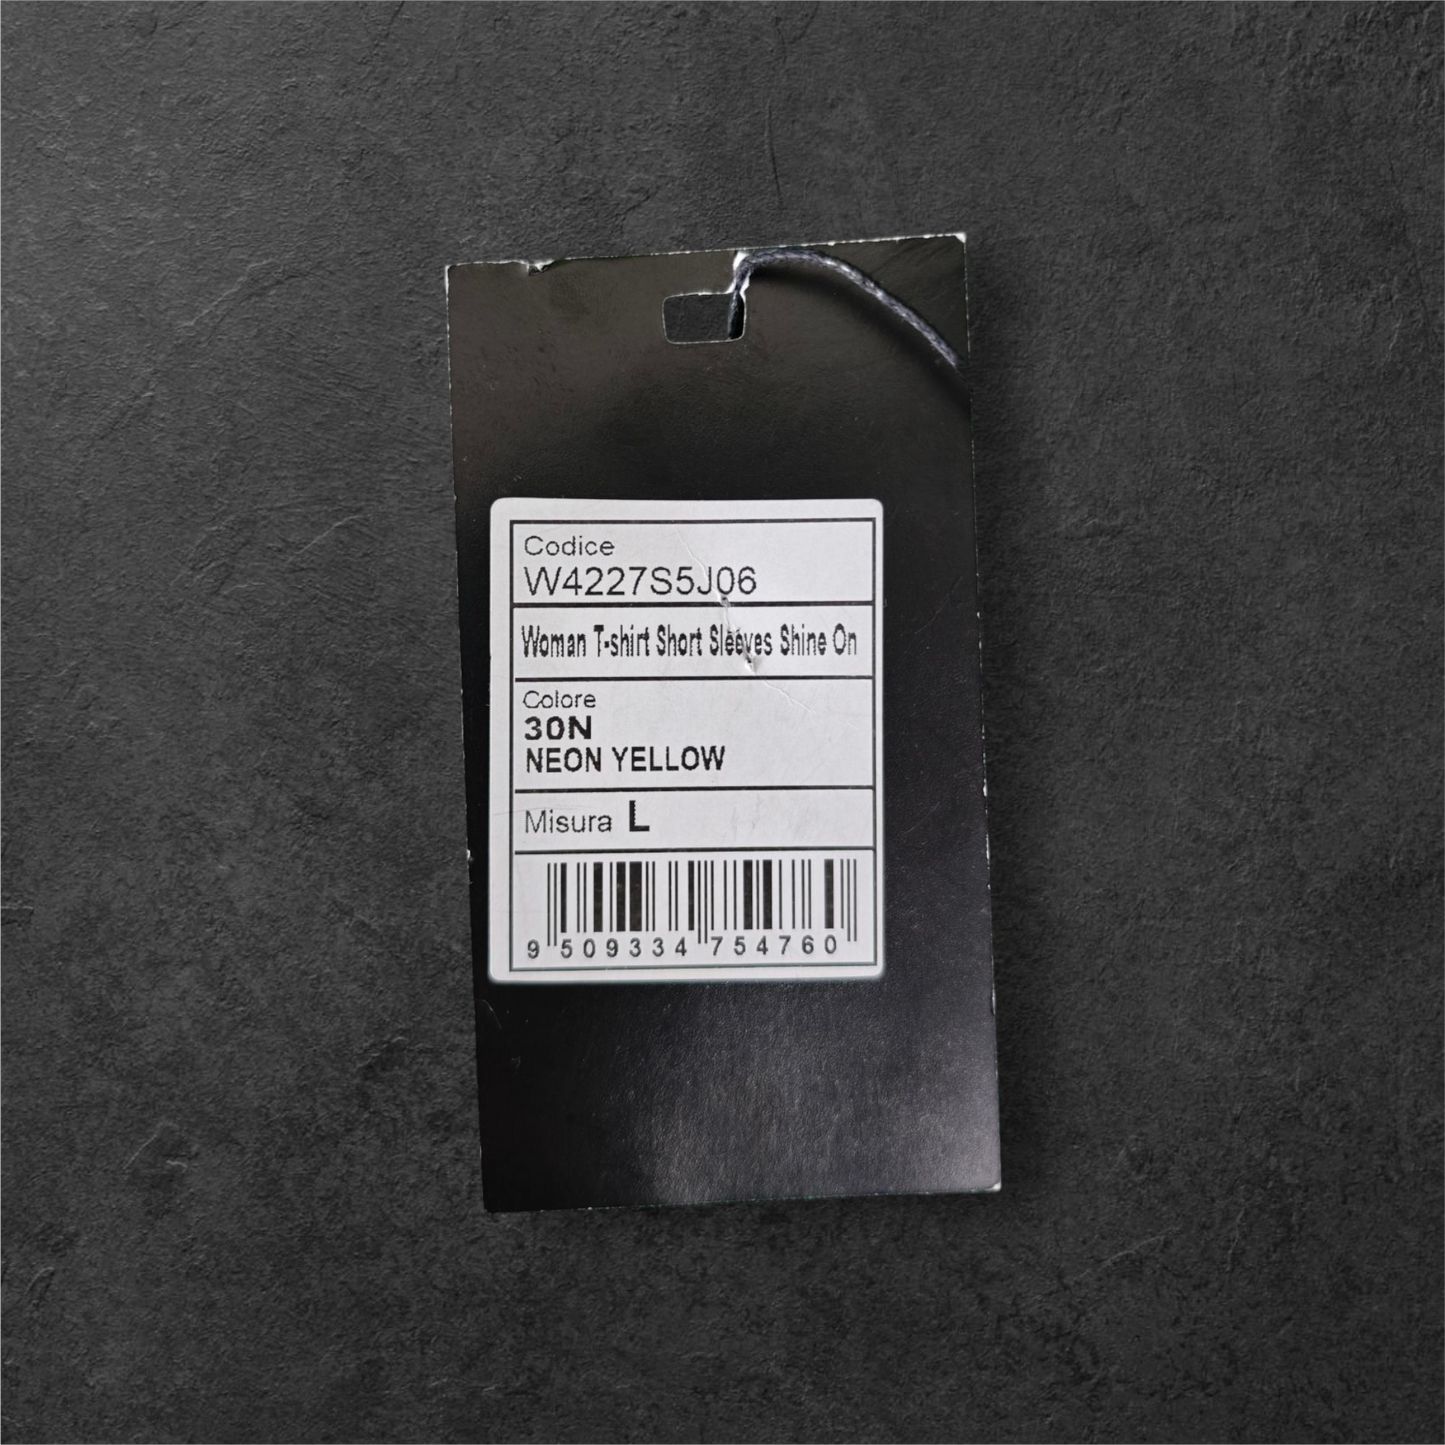 Codice
W4227S5J06
Woman T-shirt Short Sleeves Shine On
Colore
30N
NEON YELLOW
Misura L
9 509334 754760